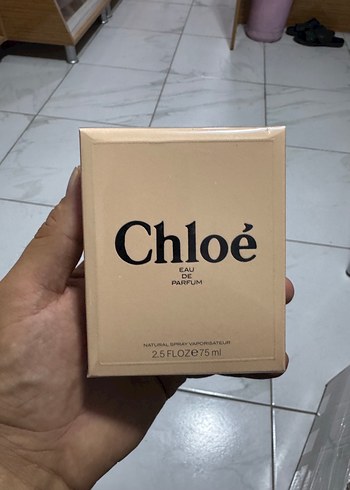 Chloé
EAU
DE
PARFUM
NATURAL SPRAY VAPORISATEUR
2.5 FL OZ ℮ 75 ml